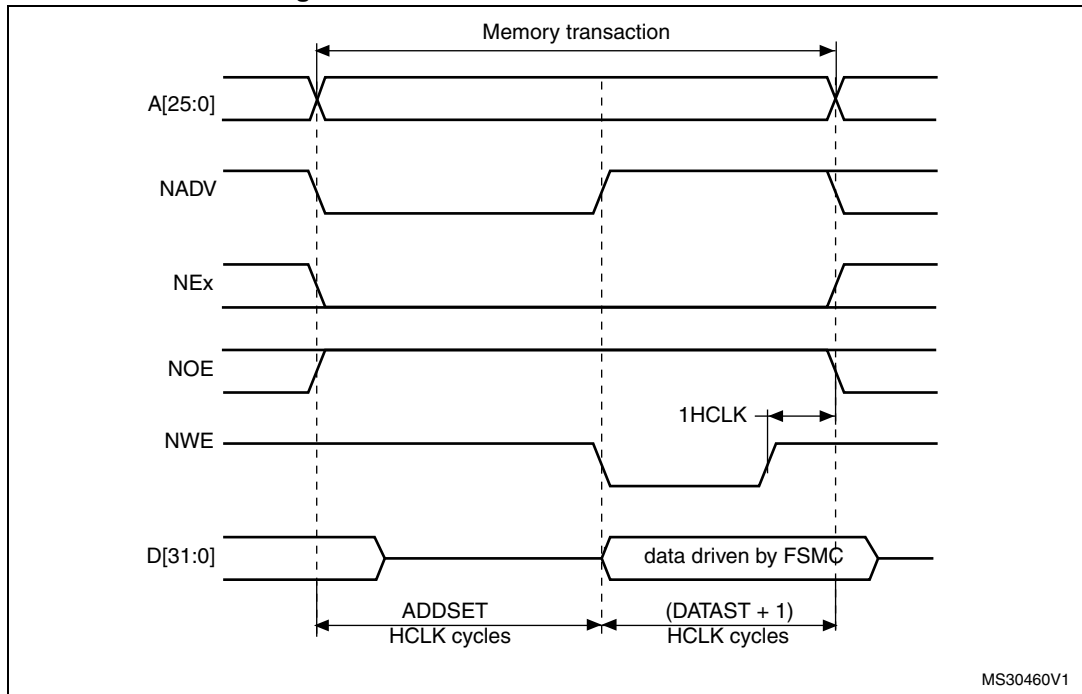 Memory transaction
A[25:0]
NADV
NEx
NOE
1HCLK
NWE
D[31:0]
data driven by FSMC
ADDSET
HCLK cycles
(DATAST + 1)
HCLK cycles
MS30460V1